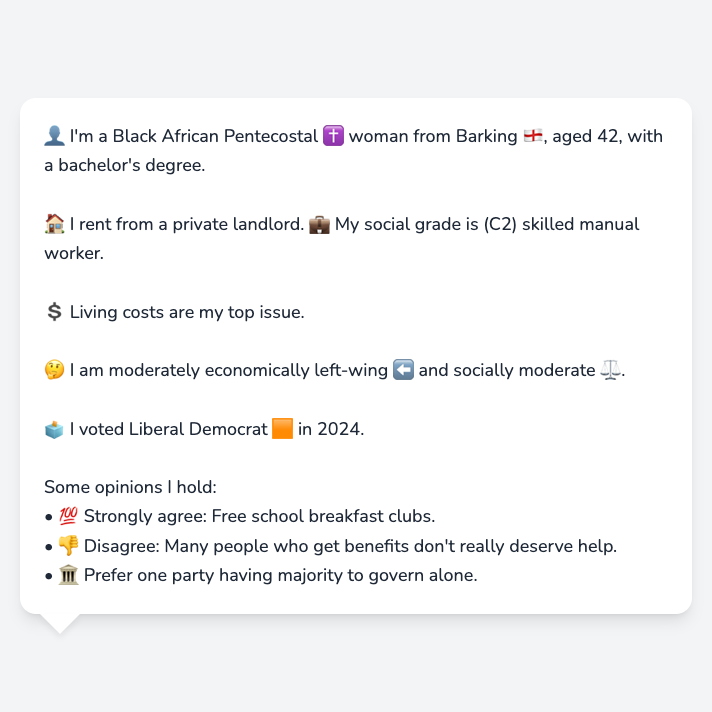 👤 I'm a Black African Pentecostal ✝️ woman from Barking 🏴󠁧󠁢󠁥󠁮󠁧󠁿, aged 42, with
a bachelor's degree.
🏠 I rent from a private landlord. 💼 My social grade is (C2) skilled manual
worker.
💲 Living costs are my top issue.
🤔 I am moderately economically left-wing ⬅️ and socially moderate ⚖️.
🗳️ I voted Liberal Democrat 🟧 in 2024.
Some opinions I hold:
• 💯 Strongly agree: Free school breakfast clubs.
• 👎 Disagree: Many people who get benefits don't really deserve help.
• 🏛️ Prefer one party having majority to govern alone.